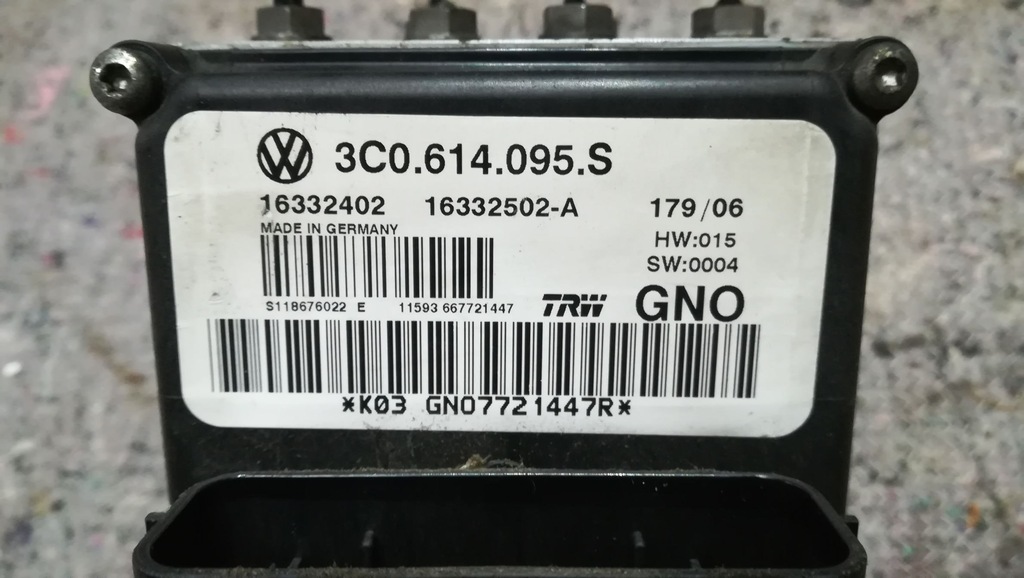 3C0.614.095.S
16332402 16332502-A 179/06
MADE IN GERMANY HW:015
SW:0004
S118676022 E 11593 667721447 TRW GNO
*K03 GNO7721447R*